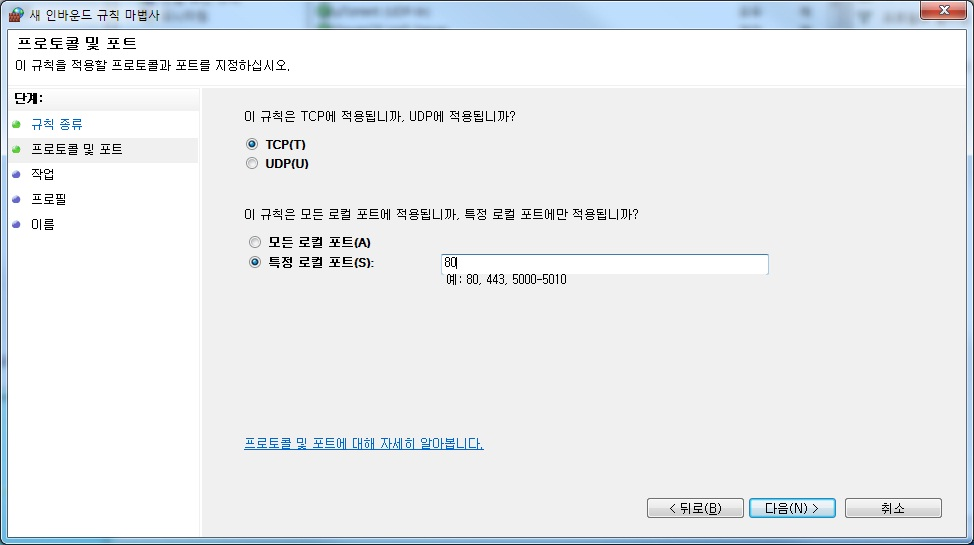 새 인바운드 규칙 마법사
프로토콜 및 포트
이 규칙을 적용할 프로토콜과 포트를 지정하십시오.
단계:
규칙 종류
프로토콜 및 포트
작업
프로필
이름
이 규칙은 TCP에 적용됩니까, UDP에 적용됩니까?
TCP(T)
UDP(U)
이 규칙은 모든 로컬 포트에 적용됩니까, 특정 로컬 포트에만 적용됩니까?
모든 로컬 포트(A)
특정 로컬 포트(S): 80
예: 80, 443, 5000-5010
프로토콜 및 포트에 대해 자세히 알아봅니다.
< 뒤로(B) 다음(N) > 취소